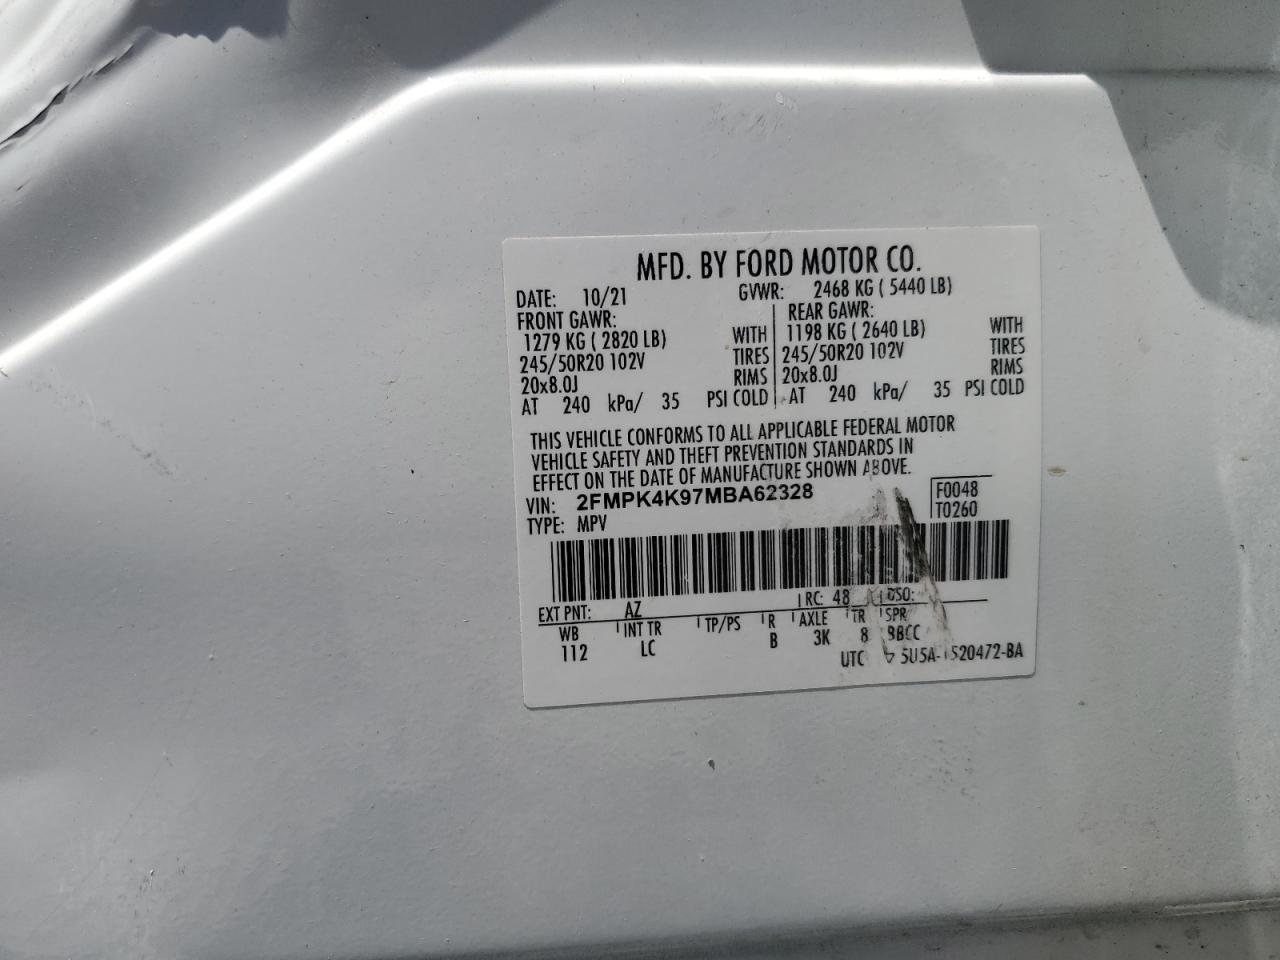 MFD. BY FORD MOTOR CO.
DATE: 10/21 GVWR: 2468 KG ( 5440 LB)
FRONT GAWR: REAR GAWR:
1279 KG ( 2820 LB) WITH 1198 KG ( 2640 LB) WITH
245/50R20 102V TIRES 245/50R20 102V TIRES
20x8.0J RIMS 20x8.0J RIMS
AT 240 kPa/ 35 PSI COLD AT 240 kPa/ 35 PSI COLD
THIS VEHICLE CONFORMS TO ALL APPLICABLE FEDERAL MOTOR
VEHICLE SAFETY AND THEFT PREVENTION STANDARDS IN
EFFECT ON THE DATE OF MANUFACTURE SHOWN ABOVE.
VIN: 2FMPK4K97MBA62328 F0048
TYPE: MPV T0260
EXT PNT: AZ RC: 48 DSO:
WB INT TR TP/PS R AXLE TR SPR
112 LC B 3K 8 BBCC
UTC